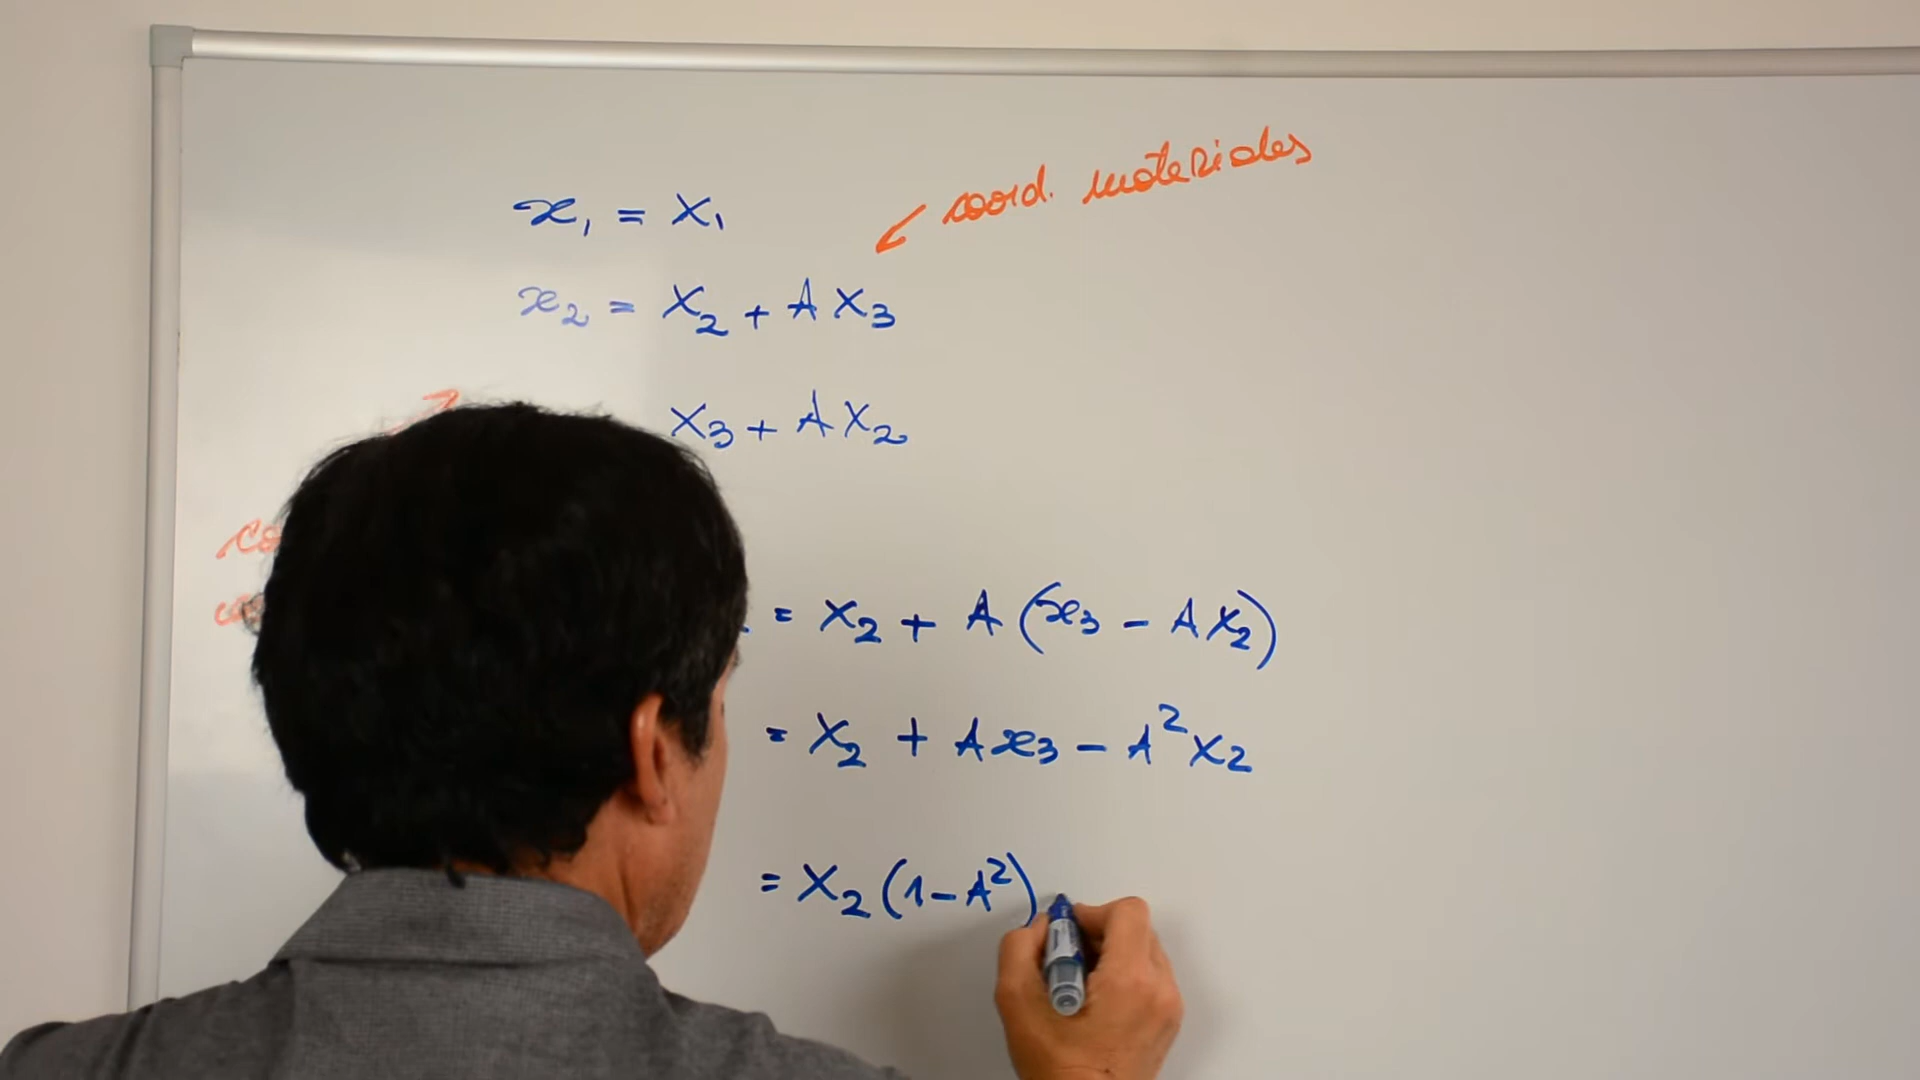 x₁ = X₁
coord. materiales
x₂ = X₂ + A X₃
X₃ + A X₂
= X₂ + A (x₃ - A X₂)
= X₂ + A x₃ - A² X₂
= X₂ (1 - A²)